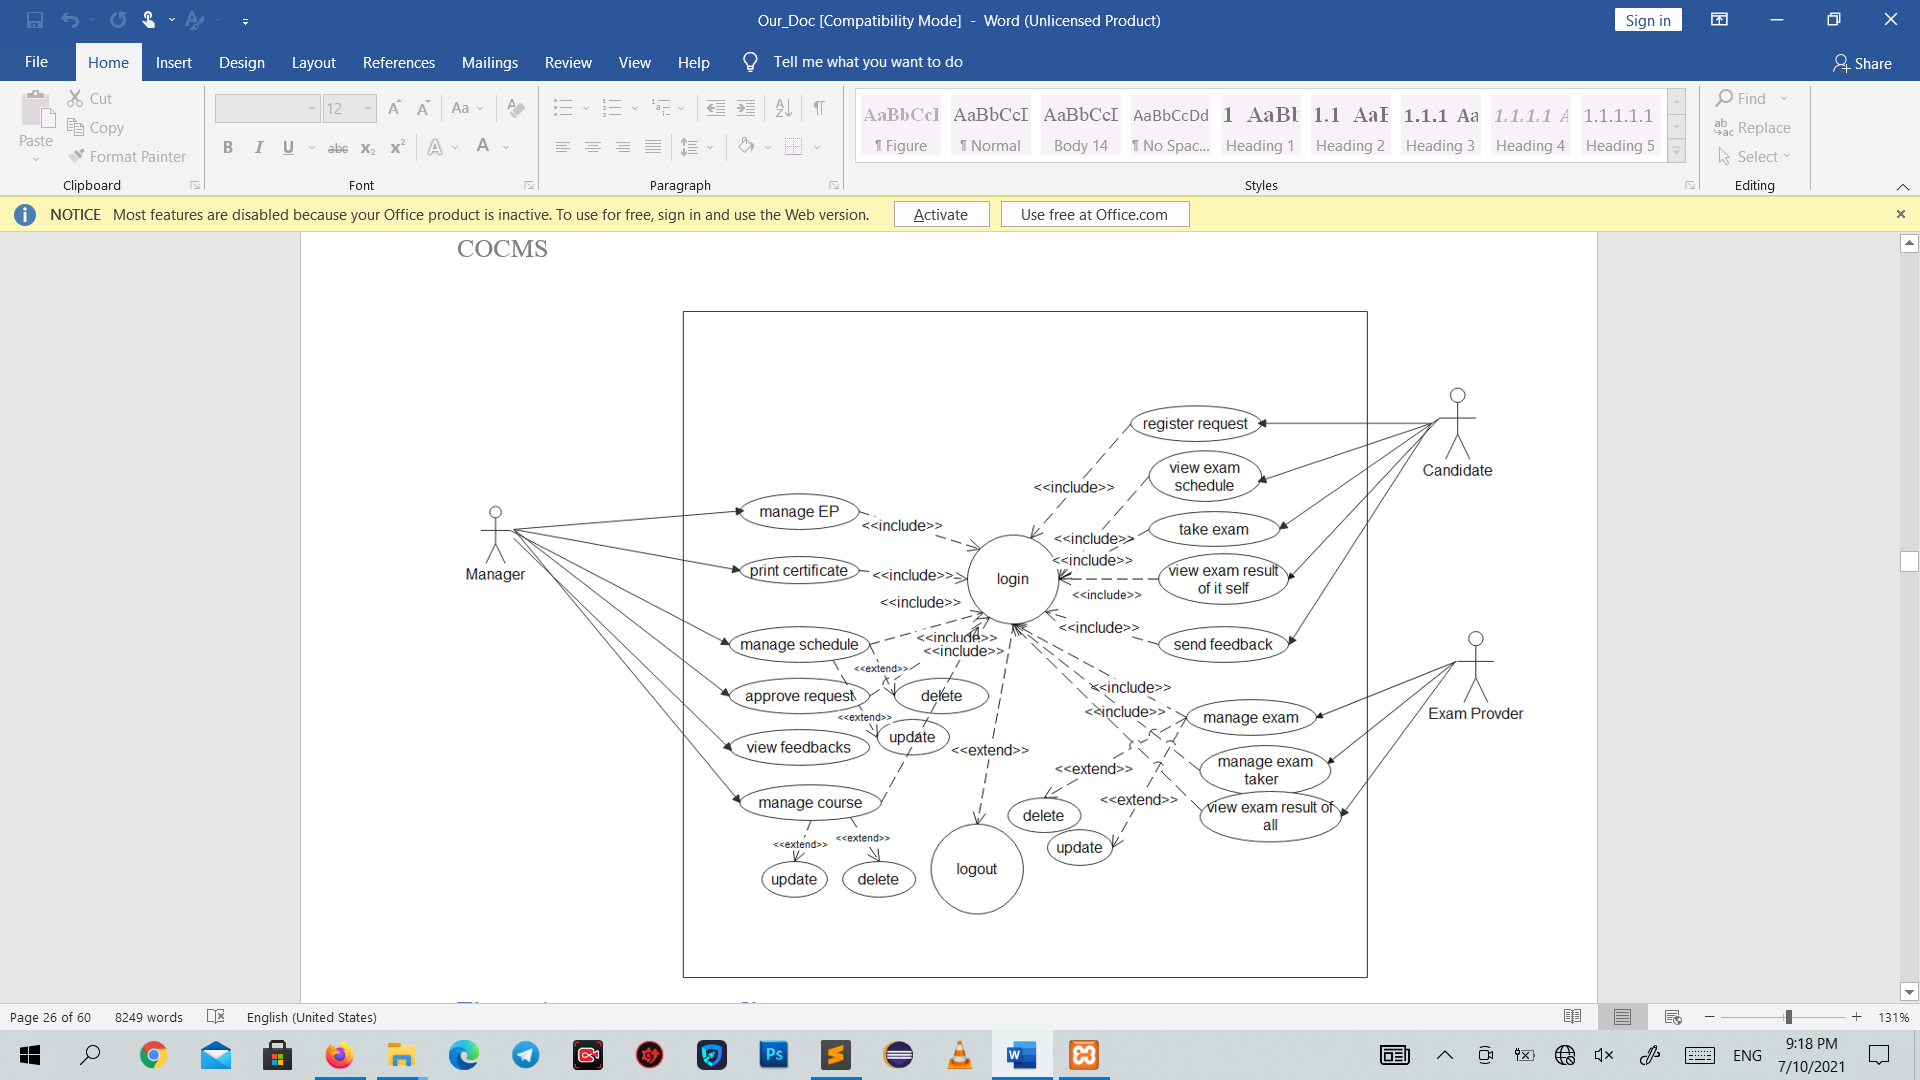 Our_Doc [Compatibility Mode] - Word (Unlicensed Product)
Sign in
File Home Insert Design Layout References Mailings Review View Help Tell me what you want to do
Share
Paste
Cut
Copy
Format Painter
Clipboard
12
Aa
B I U abc x₂ x²
A A
Font
Paragraph
AaBbCcI AaBbCcI AaBbCcI AaBbCcDd 1 AaBb 1.1 AaB 1.1.1 Aa 1.1.1.1 A 1.1.1.1.1
¶ Figure ¶ Normal Body 14 ¶ No Spac... Heading 1 Heading 2 Heading 3 Heading 4 Heading 5
Styles
Find
Replace
Select
Editing
NOTICE Most features are disabled because your Office product is inactive. To use for free, sign in and use the Web version.
Activate
Use free at Office.com
COCMS
register request
Candidate
view exam
schedule
<<include>>
manage EP
<<include>>
take exam
<<include>>
<<include>>
Manager
print certificate
<<include>>
login
view exam result
of it self
<<include>>
<<include>>
<<include>>
manage schedule
<<include>>
<<include>>
send feedback
<<extend>>
approve request
delete
<<include>>
<<include>>
manage exam
Exam Provder
<<extend>>
update
view feedbacks
<<extend>>
manage exam
taker
<<extend>>
manage course
<<extend>>
view exam result of
all
delete
<<extend>>
<<extend>>
update
update
delete
logout
Page 26 of 60 8249 words English (United States)
131%
ENG
9:18 PM
7/10/2021